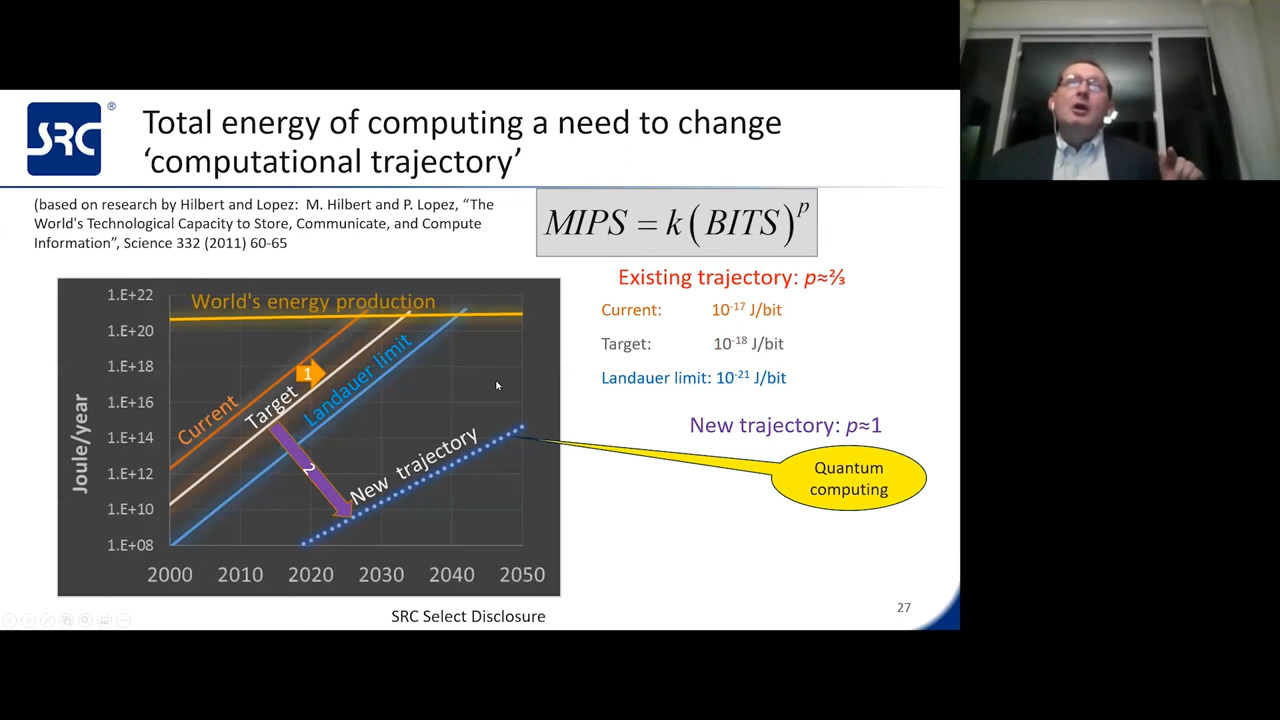 SRC
®
Total energy of computing a need to change
‘computational trajectory’
(based on research by Hilbert and Lopez: M. Hilbert and P. Lopez, “The
World's Technological Capacity to Store, Communicate, and Compute
Information”, Science 332 (2011) 60-65
MIPS = k(BITS)^p
Existing trajectory: p≈⅔
Current: 10⁻¹⁷ J/bit
Target: 10⁻¹⁸ J/bit
Landauer limit: 10⁻²¹ J/bit
New trajectory: p≈1
Quantum
computing
Joule/year
1.E+22
1.E+20
1.E+18
1.E+16
1.E+14
1.E+12
1.E+10
1.E+08
World's energy production
Current
Target
Landauer limit
1
2
New trajectory
2000 2010 2020 2030 2040 2050
SRC Select Disclosure
27